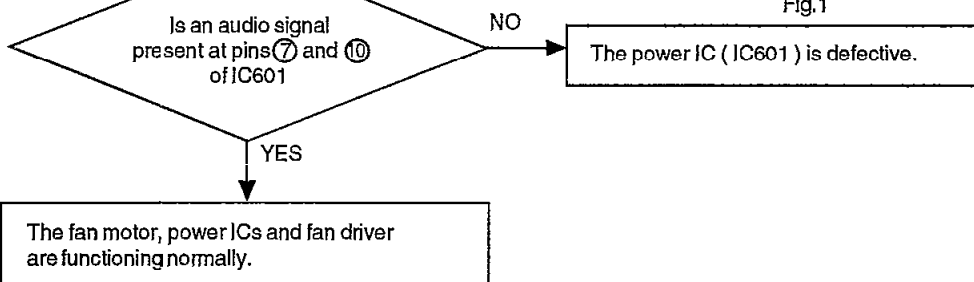 Fig.1
Is an audio signal
present at pins ⑦ and ⑩
of IC601
NO
The power IC ( IC601 ) is defective.
YES
The fan motor, power ICs and fan driver
are functioning normally.